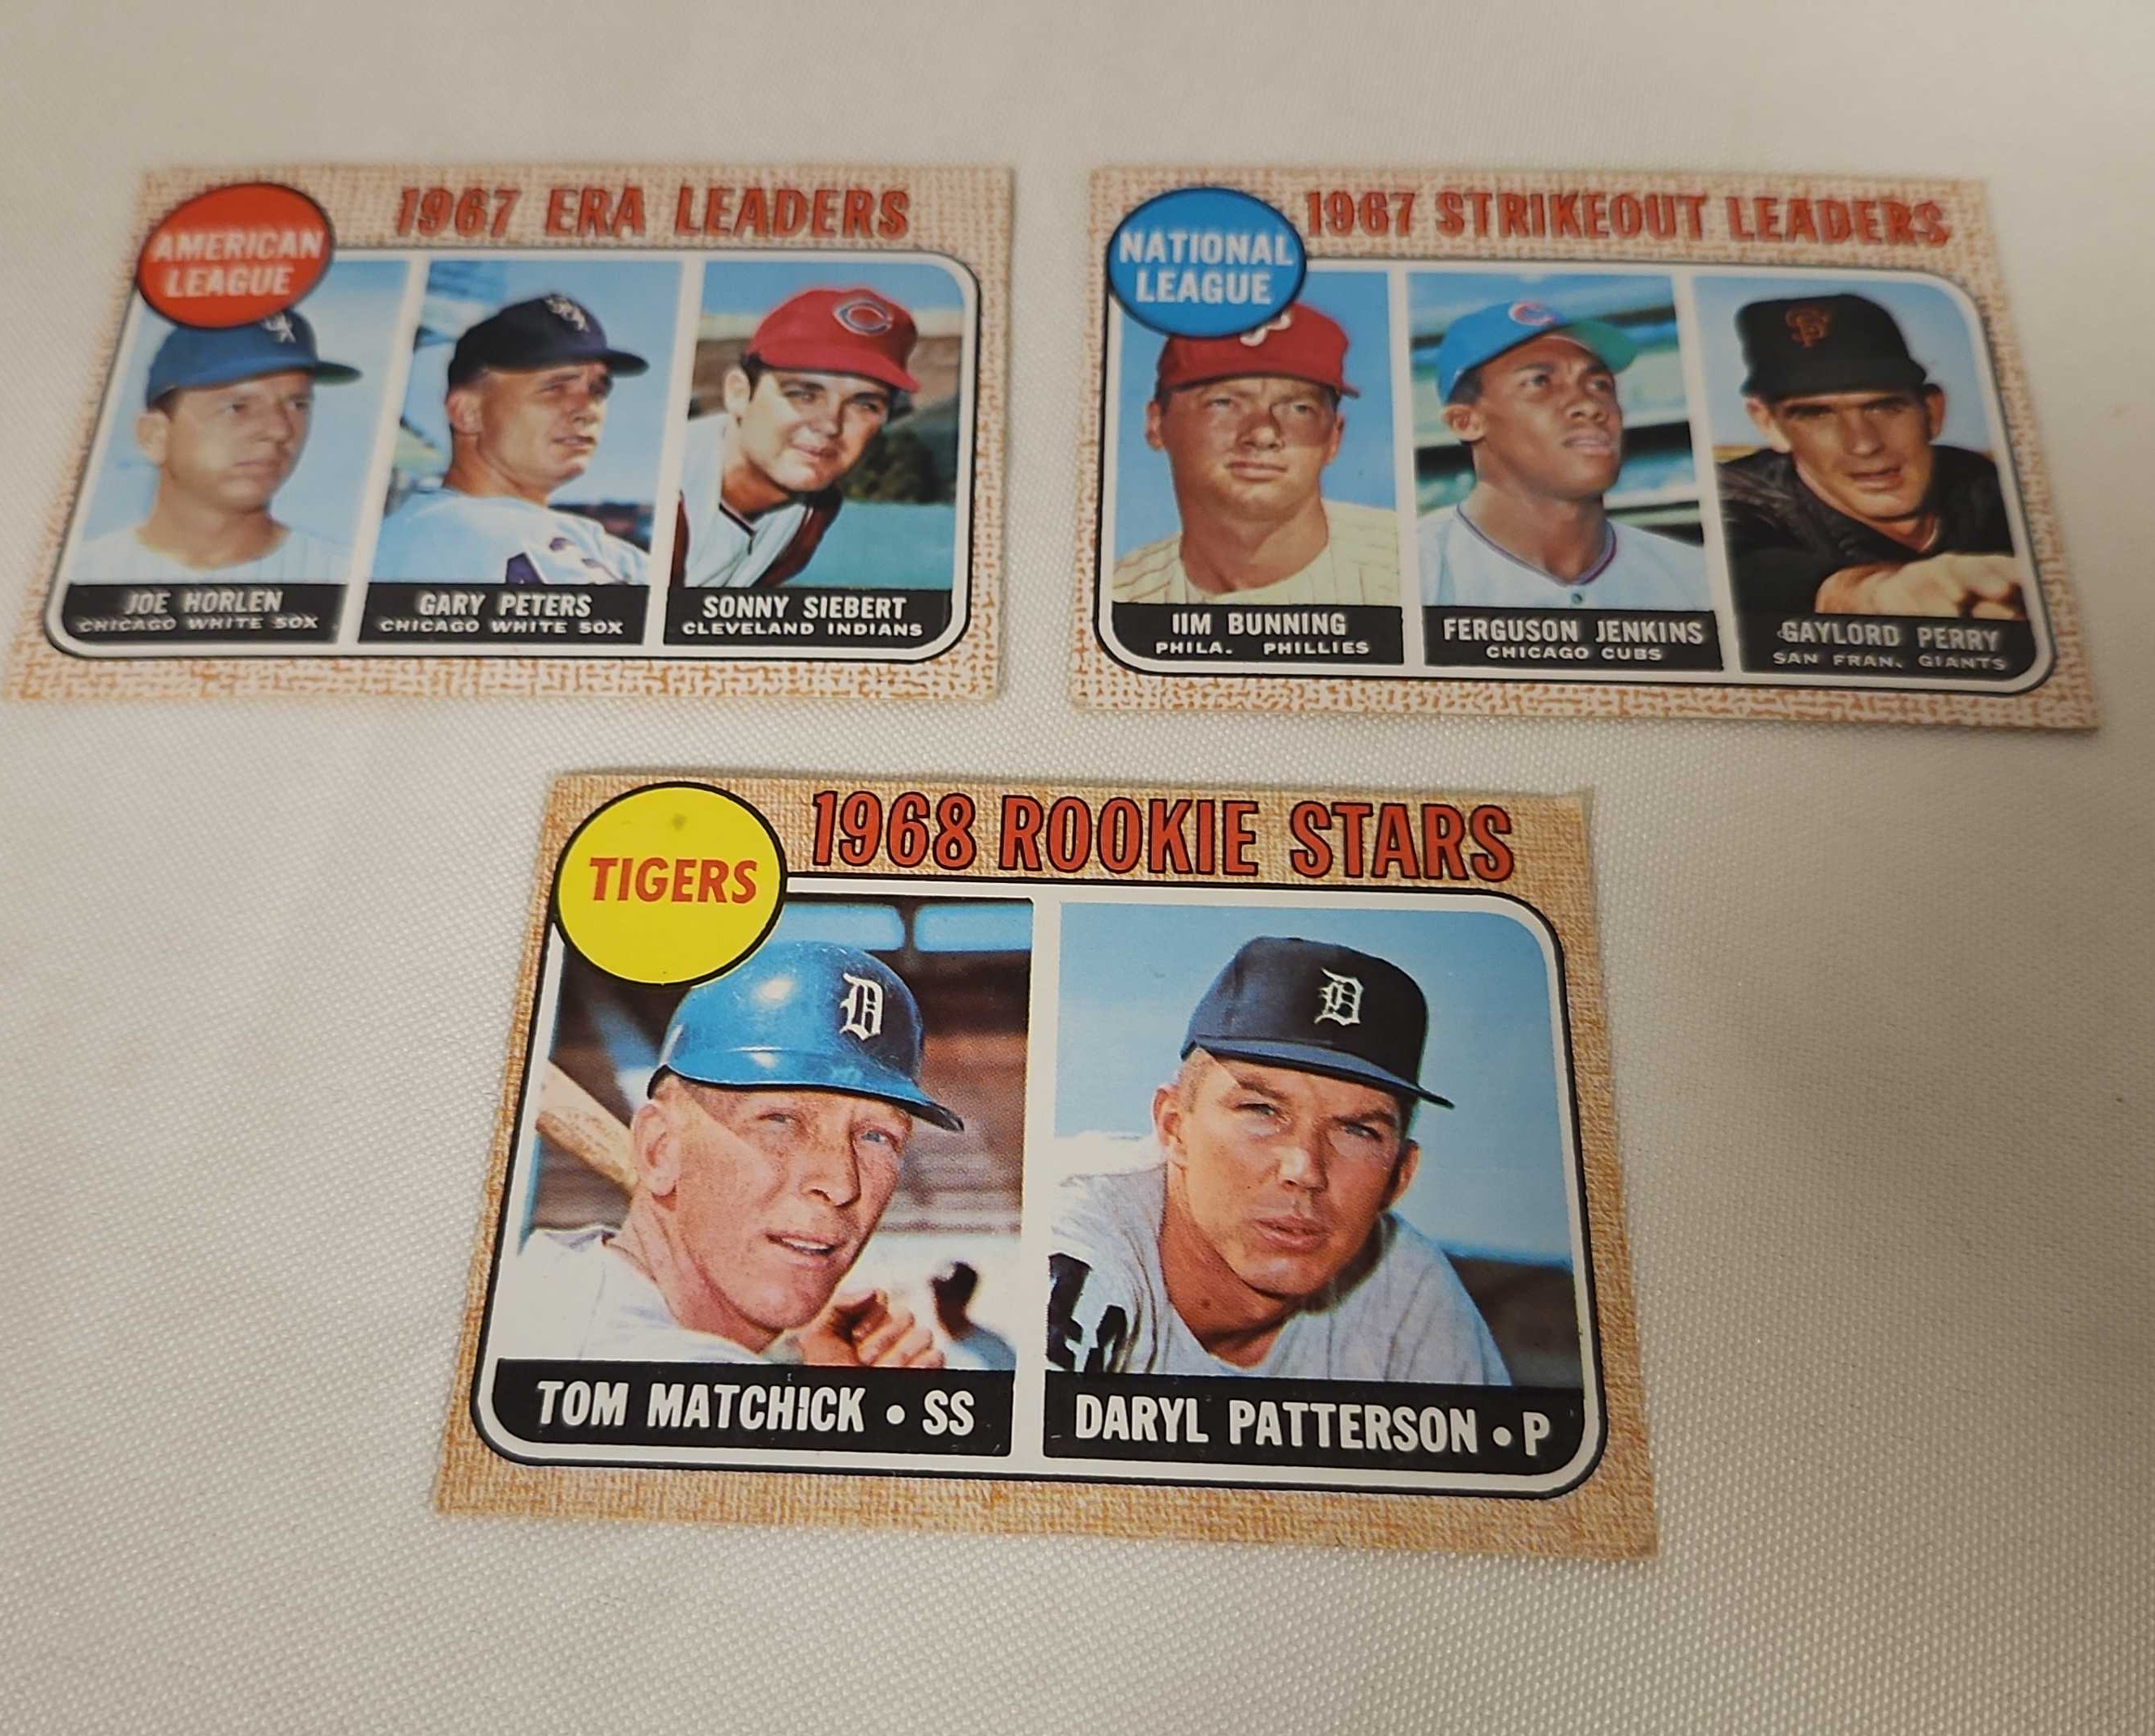 AMERICAN
LEAGUE
1967 ERA LEADERS
JOE HORLEN
CHICAGO WHITE SOX
GARY PETERS
CHICAGO WHITE SOX
SONNY SIEBERT
CLEVELAND INDIANS
NATIONAL
LEAGUE
1967 STRIKEOUT LEADERS
JIM BUNNING
PHILA. PHILLIES
FERGUSON JENKINS
CHICAGO CUBS
GAYLORD PERRY
SAN FRAN. GIANTS
TIGERS
1968 ROOKIE STARS
TOM MATCHICK • SS
DARYL PATTERSON • P